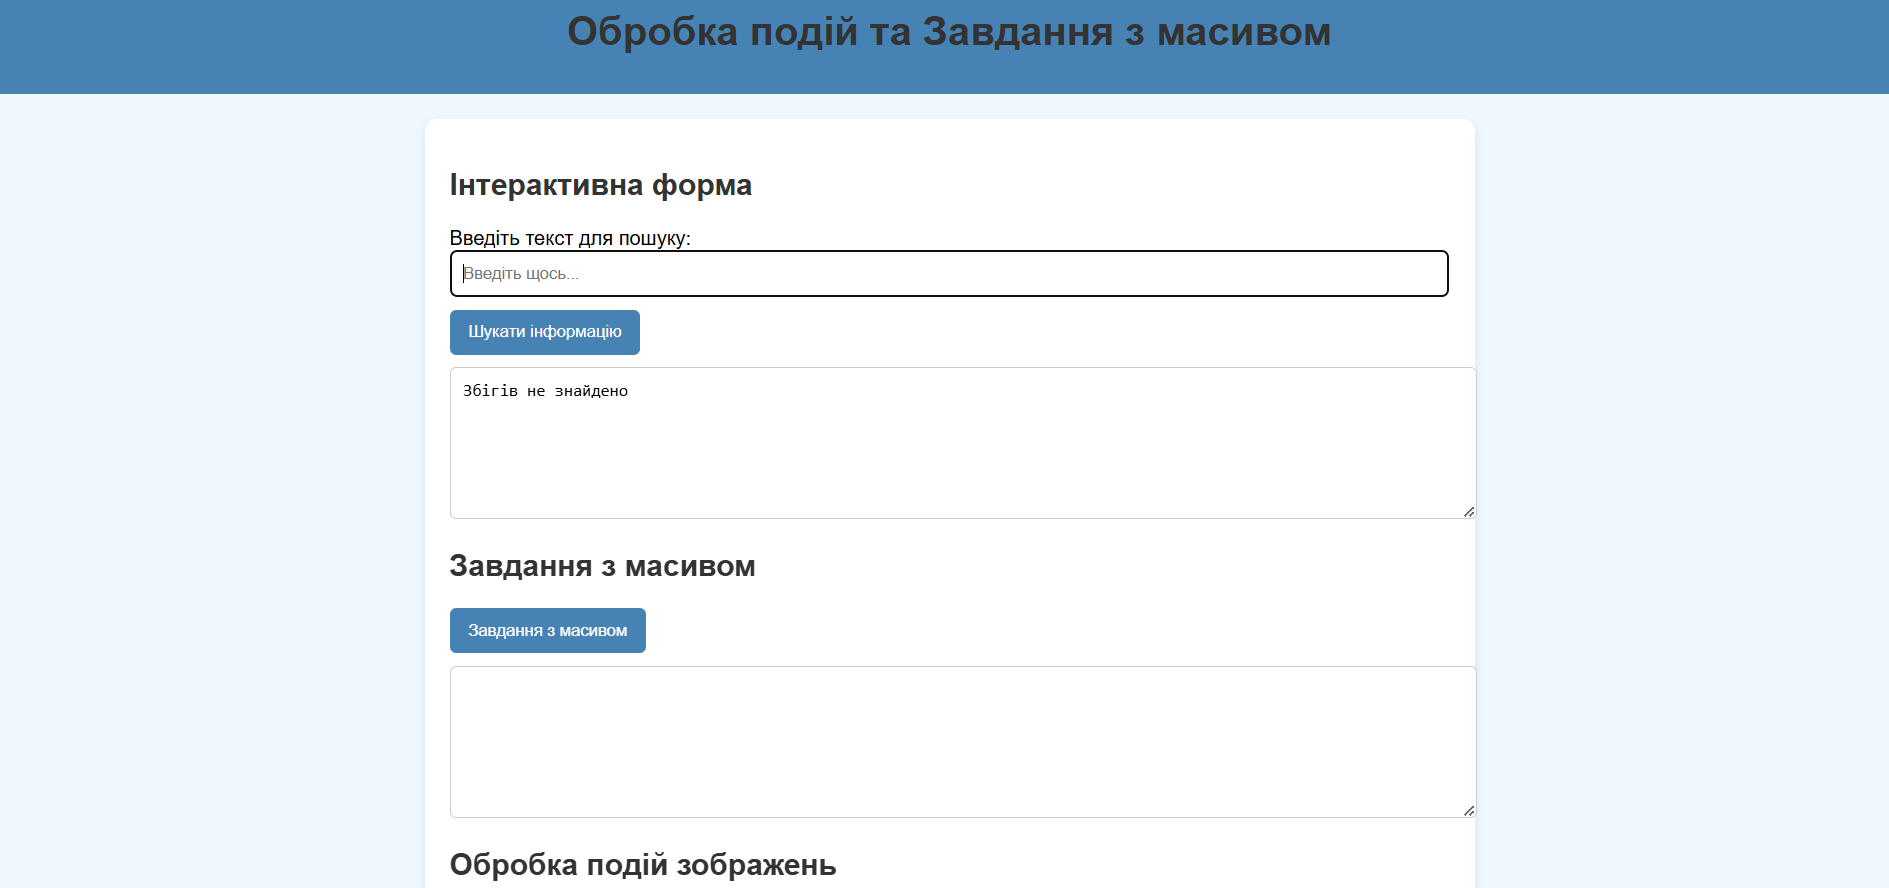 Обробка подій та Завдання з масивом
Інтерактивна форма
Введіть текст для пошуку:
Введіть щось...
Шукати інформацію
Збігів не знайдено
Завдання з масивом
Завдання з масивом
Обробка подій зображень